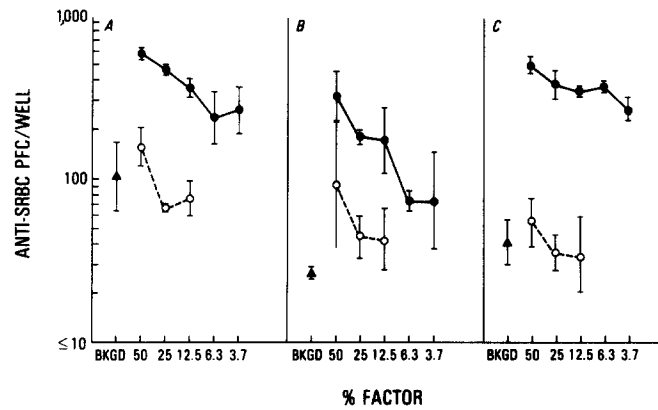 1,000
A
B
C
100
≤10
ANTI-SRBC PFC/WELL
BKGD 50 25 12.5 6.3 3.7 BKGD 50 25 12.5 6.3 3.7 BKGD 50 25 12.5 6.3 3.7
% FACTOR